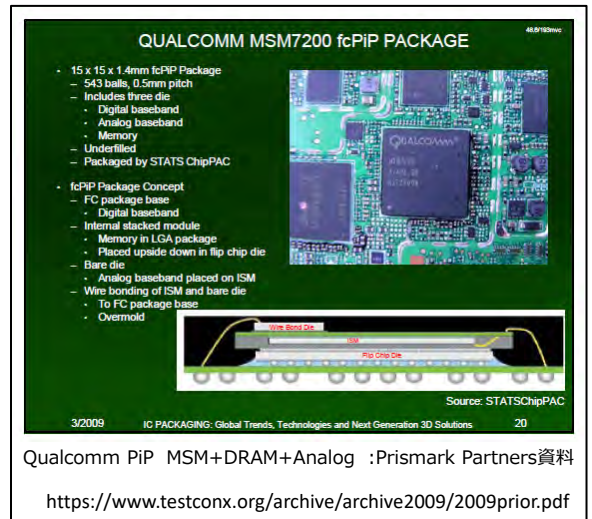 48.6/193mvc
QUALCOMM MSM7200 fcPiP PACKAGE
• 15 x 15 x 1.4mm fcPiP Package
– 543 balls, 0.5mm pitch
– Includes three die
• Digital baseband
• Analog baseband
• Memory
– Underfilled
– Packaged by STATS ChipPAC
• fcPiP Package Concept
– FC package base
• Digital baseband
– Internal stacked module
• Memory in LGA package
• Placed upside down in flip chip die
– Bare die
• Analog baseband placed on ISM
– Wire bonding of ISM and bare die
• To FC package base
• Overmold
QUALCOMM
Wire Bond Die
ISM
Flip Chip Die
Source: STATSChipPAC
3/2009 IC PACKAGING: Global Trends, Technologies and Next Generation 3D Solutions 20
Qualcomm PiP MSM+DRAM+Analog :Prismark Partners資料
https://www.testconx.org/archive/archive2009/2009prior.pdf